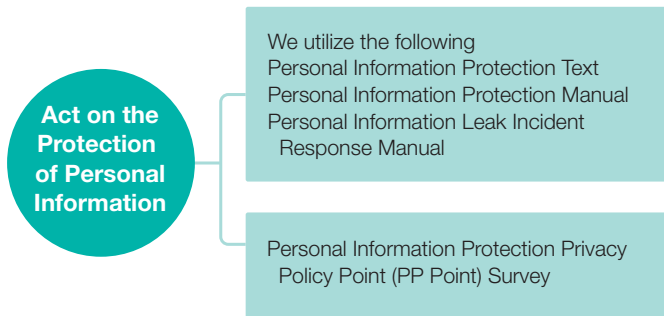 Act on the
Protection
of Personal
Information
We utilize the following
Personal Information Protection Text
Personal Information Protection Manual
Personal Information Leak Incident
Response Manual
Personal Information Protection Privacy
Policy Point (PP Point) Survey